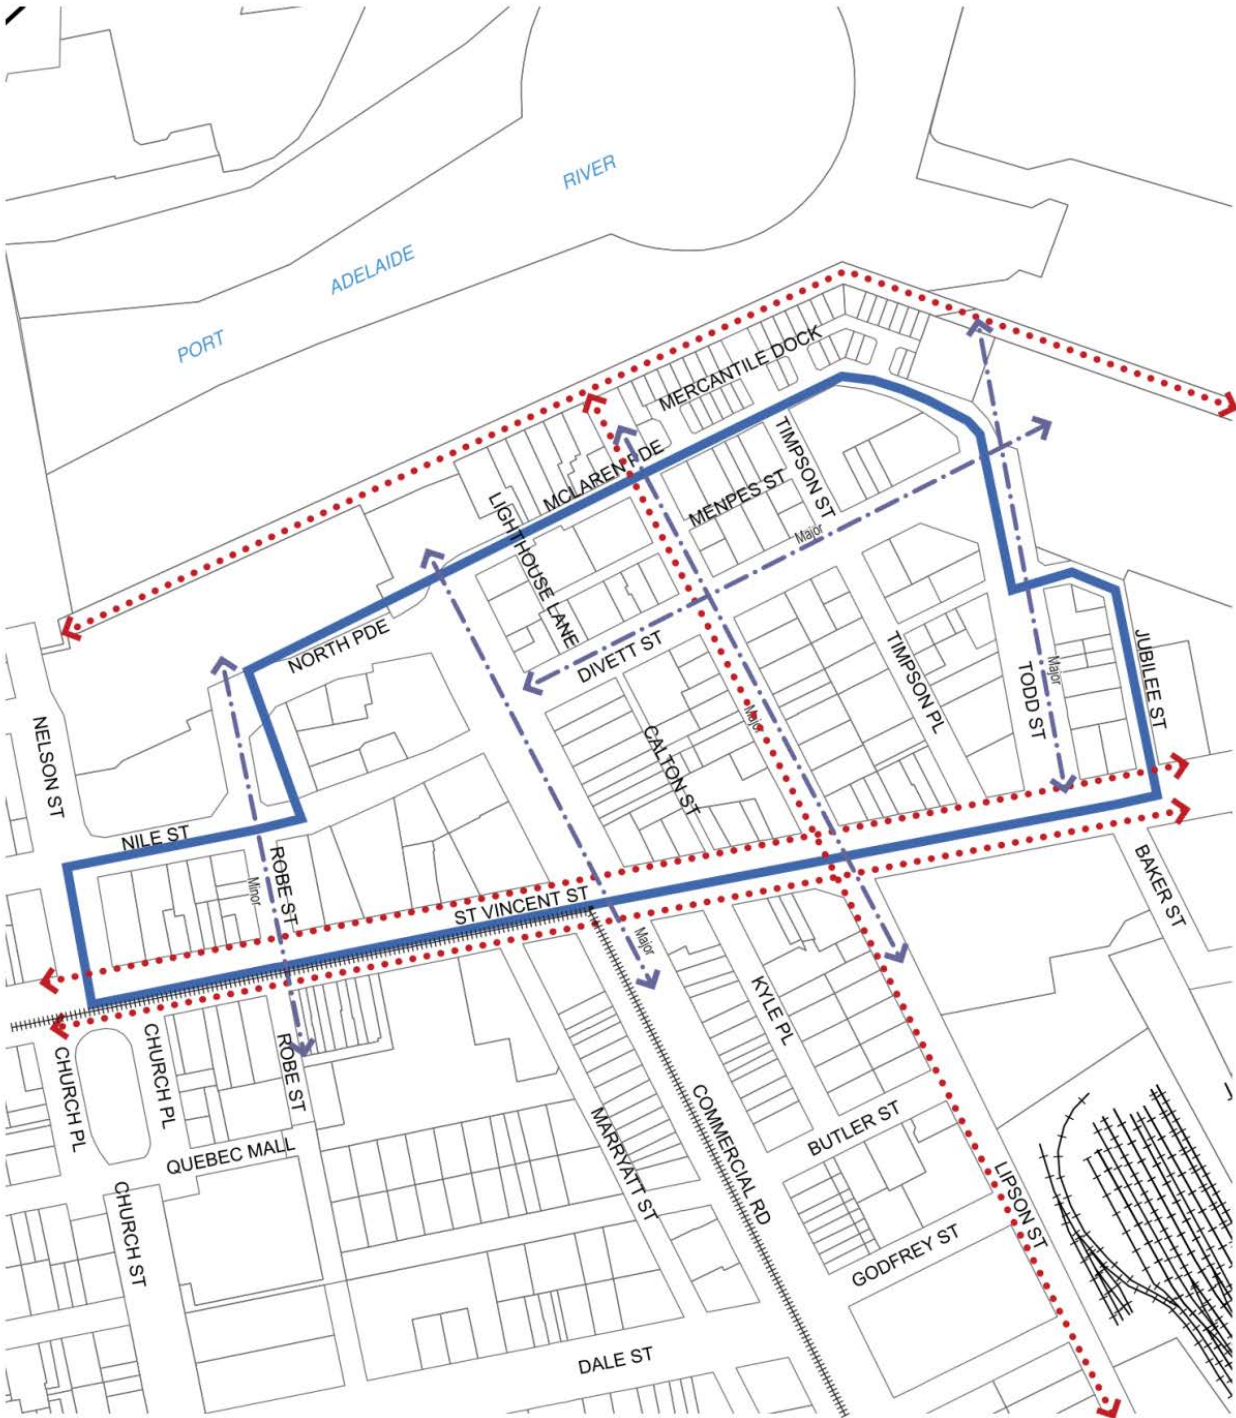 RIVER
ADELAIDE
PORT
MERCANTILE DOCK
MCLAREN PDE
TIMPSON ST
MENPES ST
LIGHTHOUSE LANE
Major
NORTH PDE
DIVETT ST
TIMPSON PL
JUBILEE ST
TODD ST
Major
NELSON ST
CALTON ST
Major
NILE ST
ROBE ST
Minor
ST VINCENT ST
BAKER ST
Major
KYLE PL
CHURCH PL
CHURCH PL
ROBE ST
QUEBEC MALL
MARRYATT ST
COMMERCIAL RD
BUTLER ST
LIPSON ST
CHURCH ST
GODFREY ST
DALE ST